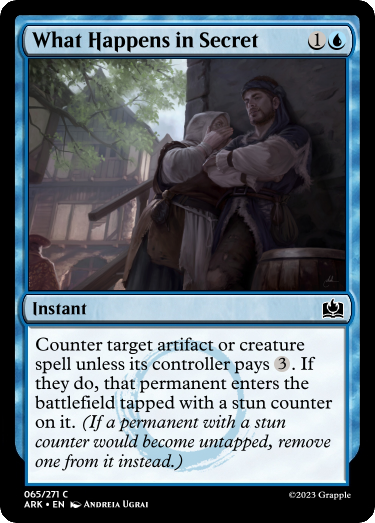 What Happens in Secret 1
Instant
Counter target artifact or creature
spell unless its controller pays 3. If
they do, that permanent enters the
battlefield tapped with a stun counter
on it. (If a permanent with a stun
counter would become untapped, remove
one from it instead.)
065/271 C
ARK • EN Andreia Ugrai
©2023 Grapple